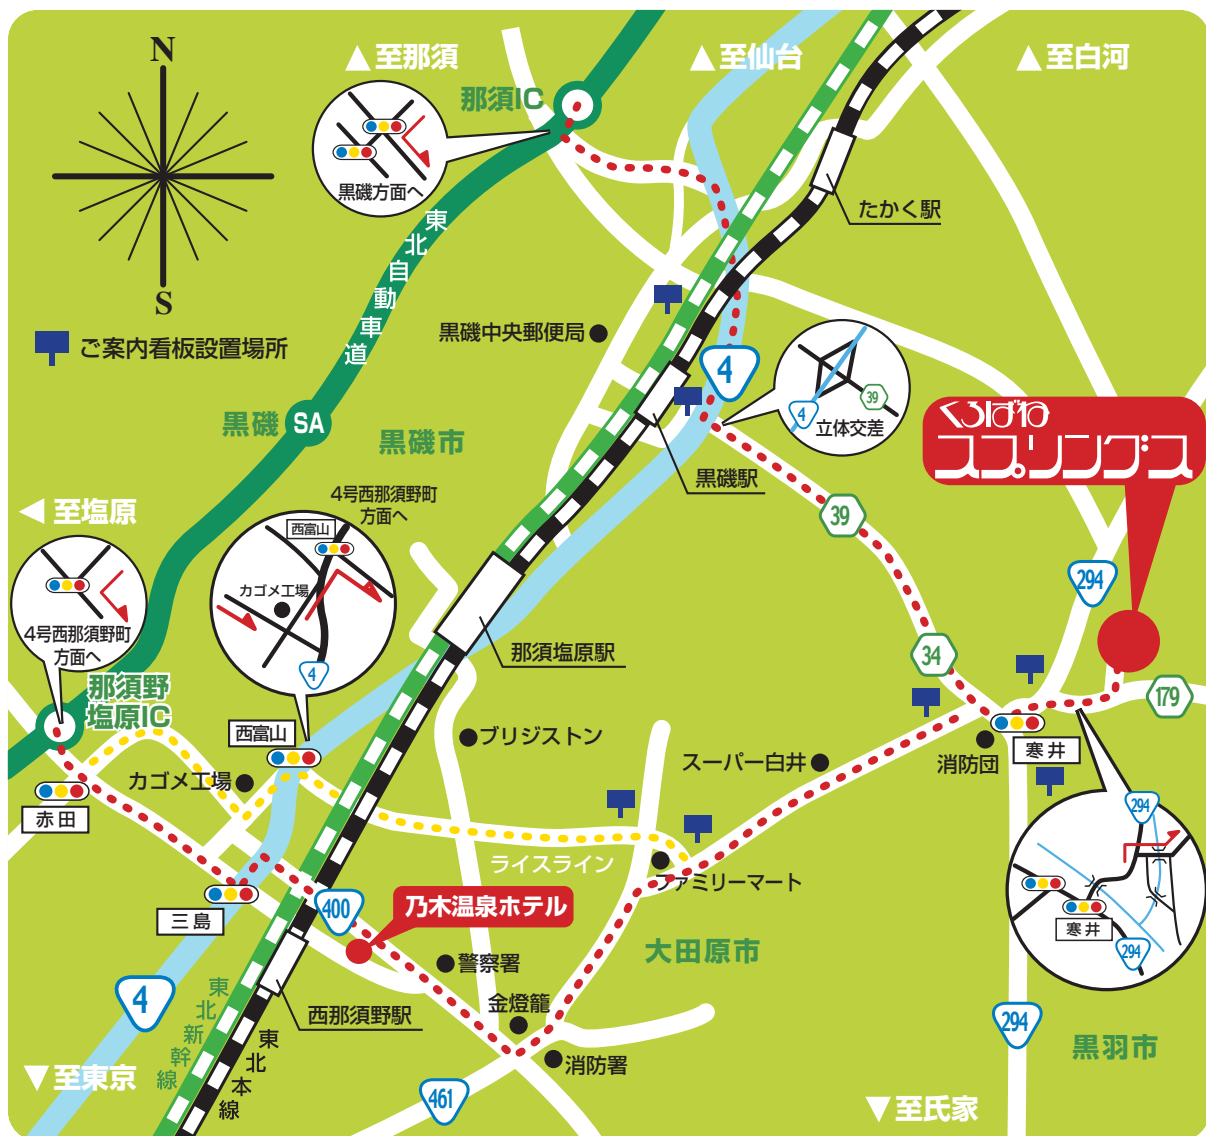 N
S
▲至那須
▲至仙台
▲至白河
那須IC
黒磯方面へ
東北自動車道
たかく駅
ご案内看板設置場所
黒磯中央郵便局
4
39
4
立体交差
くろばね
スプリングス
黒磯
SA
黒磯市
黒磯駅
◀至塩原
4号西那須野町
方面へ
西富山
カゴメ工場
4
39
294
4号西那須野町
方面へ
那須塩原駅
34
那須野
塩原IC
179
西富山
ブリヂストン
スーパー白井
消防団
寒井
カゴメ工場
赤田
294
寒井
294
ライスライン
ファミリーマート
三島
400
乃木温泉ホテル
大田原市
警察署
4
東北新幹線
西那須野駅
金燈籠
294
黒羽市
東北本線
消防署
▼至東京
461
▼至氏家